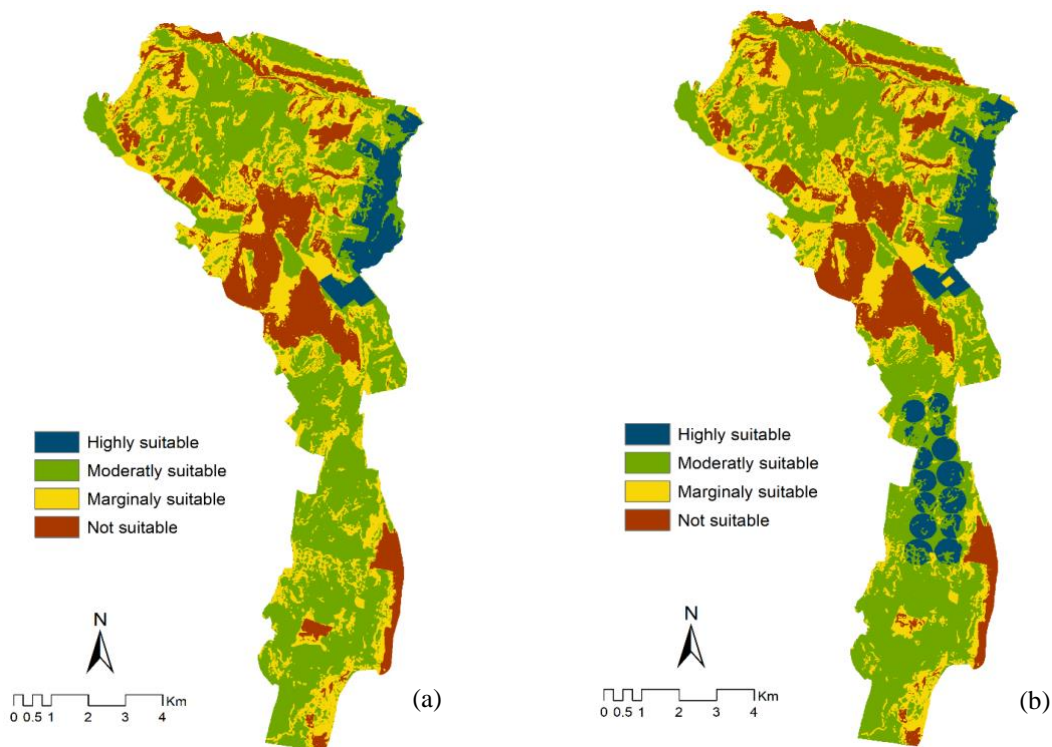 Highly suitable
Moderatly suitable
Marginaly suitable
Not suitable
N
Km
0 0.5 1 2 3 4
(a)
Highly suitable
Moderatly suitable
Marginaly suitable
Not suitable
N
Km
0 0.5 1 2 3 4
(b)